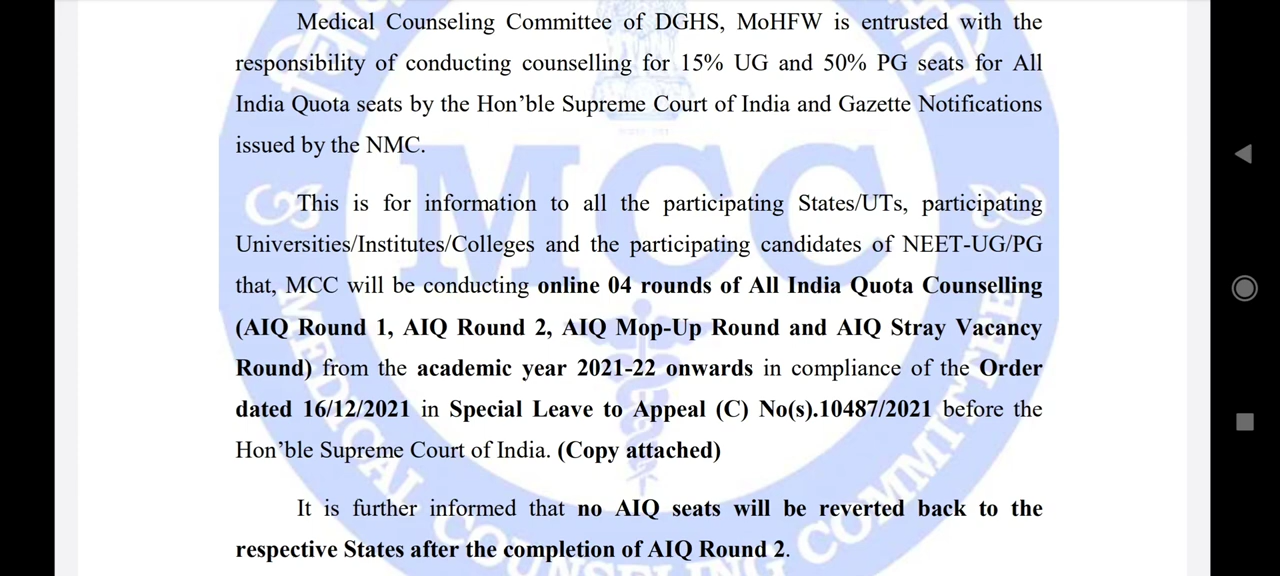 Medical Counseling Committee of DGHS, MoHFW is entrusted with the
responsibility of conducting counselling for 15% UG and 50% PG seats for All
India Quota seats by the Hon’ble Supreme Court of India and Gazette Notifications
issued by the NMC.
MCC
This is for information to all the participating States/UTs, participating
Universities/Institutes/Colleges and the participating candidates of NEET-UG/PG
that, MCC will be conducting online 04 rounds of All India Quota Counselling
(AIQ Round 1, AIQ Round 2, AIQ Mop-Up Round and AIQ Stray Vacancy
Round) from the academic year 2021-22 onwards in compliance of the Order
dated 16/12/2021 in Special Leave to Appeal (C) No(s).10487/2021 before the
Hon’ble Supreme Court of India. (Copy attached)
It is further informed that no AIQ seats will be reverted back to the
respective States after the completion of AIQ Round 2.
MEDICAL COUNSELING COMMITTEE